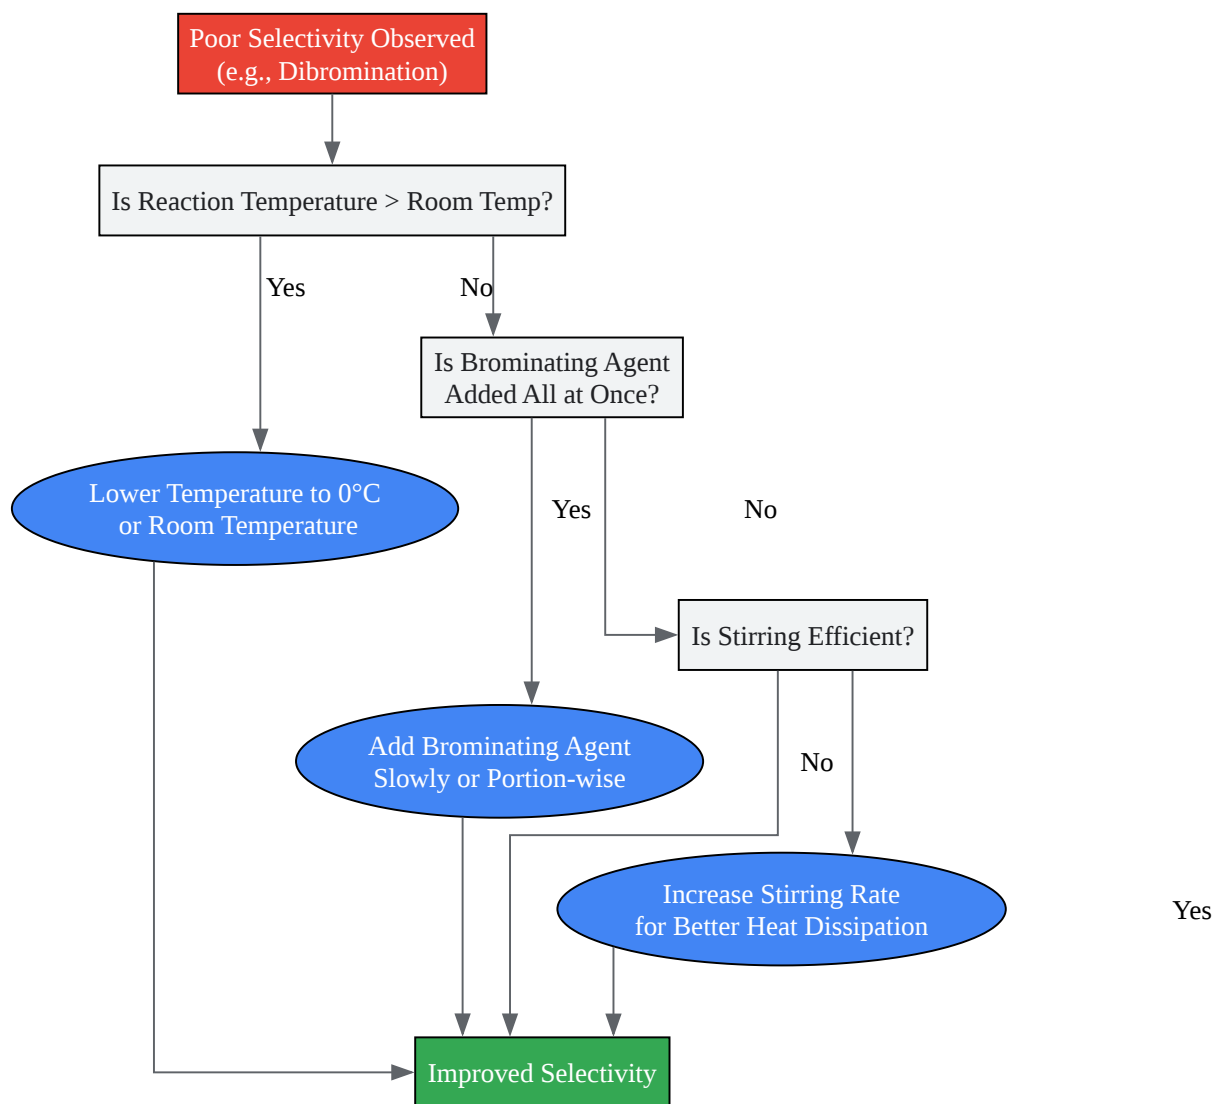 Poor Selectivity Observed
(e.g., Dibromination)
Is Reaction Temperature > Room Temp?
Yes
No
Is Brominating Agent
Added All at Once?
Lower Temperature to 0°C
or Room Temperature
Yes
No
Is Stirring Efficient?
Add Brominating Agent
Slowly or Portion-wise
No
Increase Stirring Rate
for Better Heat Dissipation
Yes
Improved Selectivity